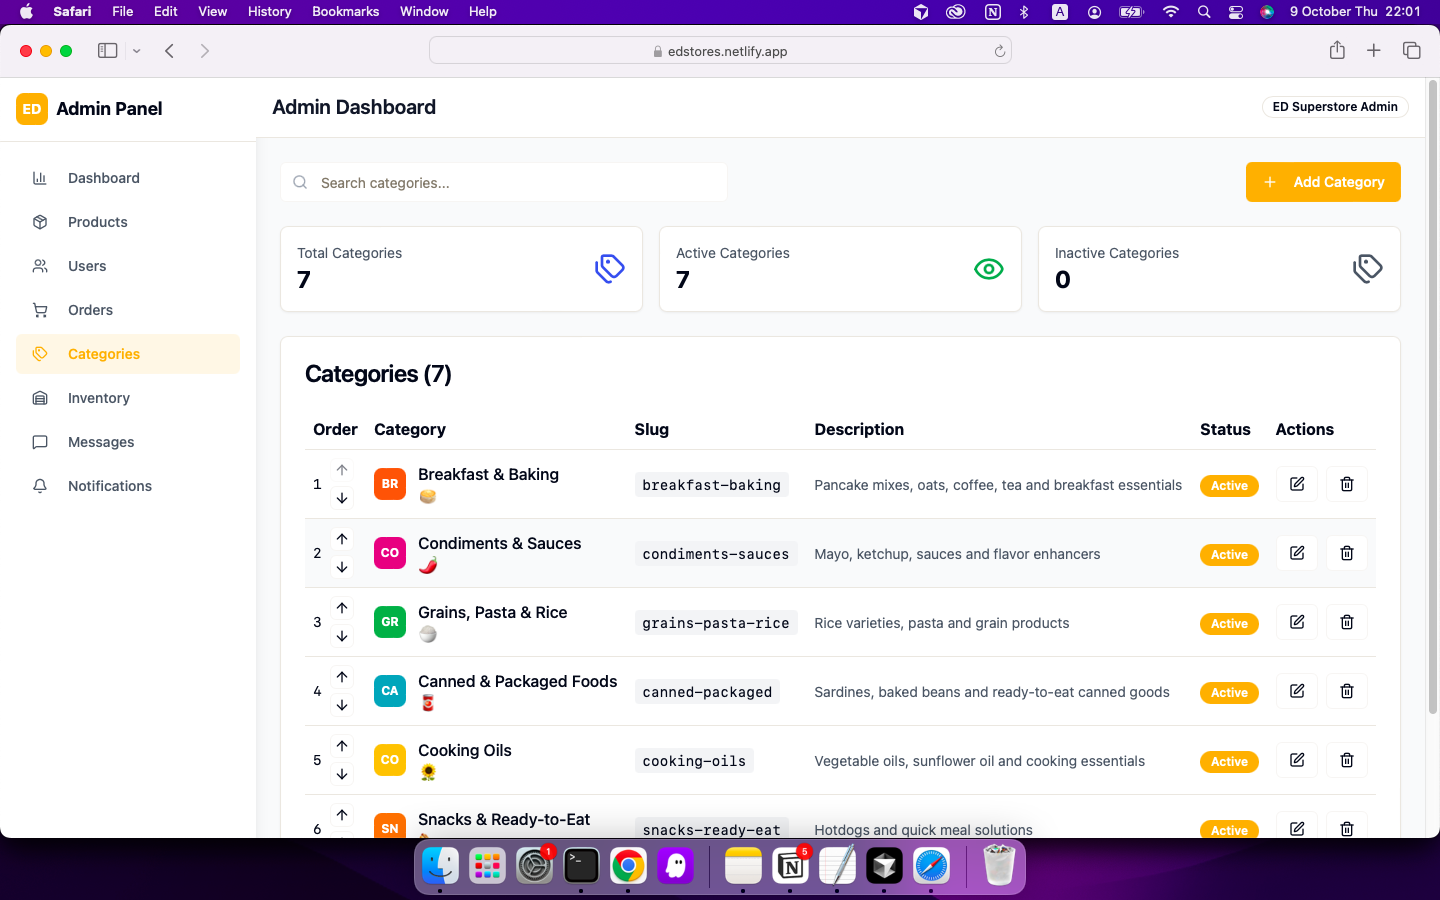 Safari File Edit View History Bookmarks Window Help
9 October Thu 22:01
edstores.netlify.app
ED Admin Panel
Admin Dashboard
ED Superstore Admin
Dashboard
Products
Users
Orders
Categories
Inventory
Messages
Notifications
Search categories...
+ Add Category
Total Categories
7
Active Categories
7
Inactive Categories
0
Categories (7)
Order Category Slug Description Status Actions
1 BR Breakfast & Baking breakfast-baking Pancake mixes, oats, coffee, tea and breakfast essentials Active
2 CO Condiments & Sauces condiments-sauces Mayo, ketchup, sauces and flavor enhancers Active
3 GR Grains, Pasta & Rice grains-pasta-rice Rice varieties, pasta and grain products Active
4 CA Canned & Packaged Foods canned-packaged Sardines, baked beans and ready-to-eat canned goods Active
5 CO Cooking Oils cooking-oils Vegetable oils, sunflower oil and cooking essentials Active
6 SN Snacks & Ready-to-Eat snacks-ready-eat Hotdogs and quick meal solutions Active
1
5